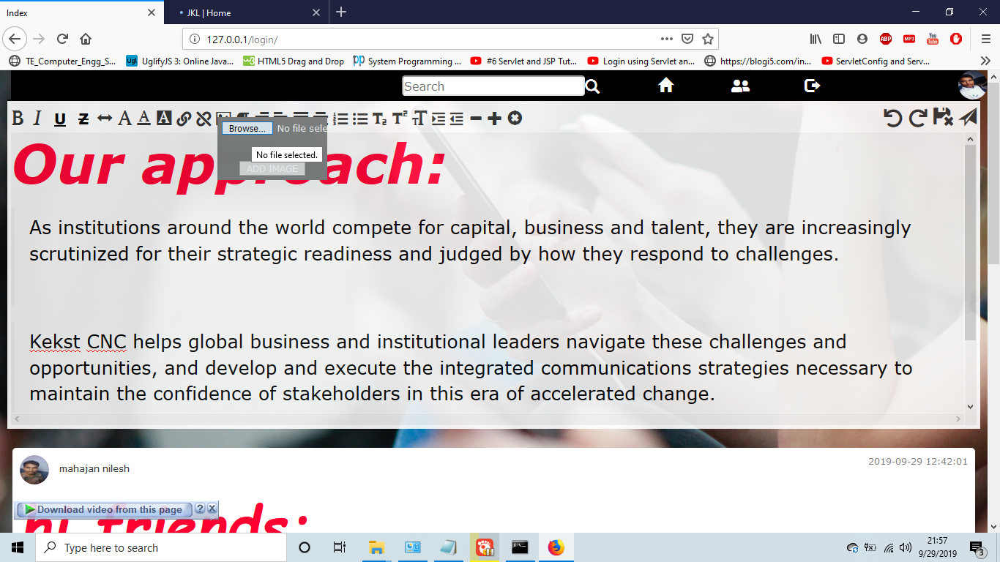 Index
JKL | Home
127.0.0.1/login/
TE_Computer_Engg_S...
UglifyJS 3: Online Java...
HTML5 Drag and Drop
System Programming ...
#6 Servlet and JSP Tut...
Login using Servlet an...
https://blogi5.com/in...
ServletConfig and Serv...
Search
Browse... No file sele
No file selected.
ADD IMAGE
Our approach:
As institutions around the world compete for capital, business and talent, they are increasingly
scrutinized for their strategic readiness and judged by how they respond to challenges.
Kekst CNC helps global business and institutional leaders navigate these challenges and
opportunities, and develop and execute the integrated communications strategies necessary to
maintain the confidence of stakeholders in this era of accelerated change.
mahajan nilesh
2019-09-29 12:42:01
Download video from this page ? X
hi friends:
Type here to search
21:57
9/29/2019
3